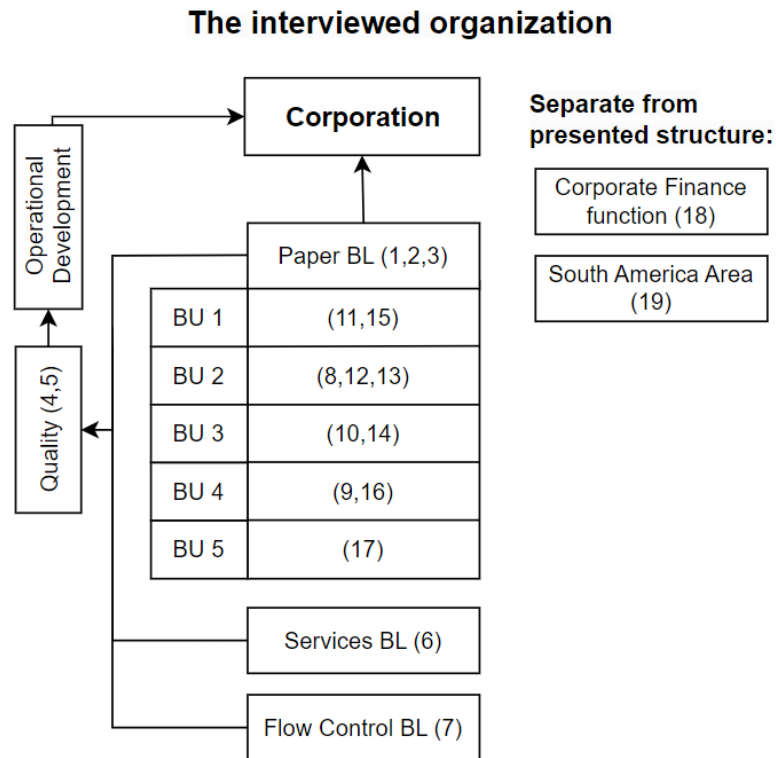 The interviewed organization
Corporation
Separate from
presented structure:
Operational
Development
Corporate Finance
function (18)
Paper BL (1,2,3)
South America Area
(19)
BU 1
(11,15)
Quality (4,5)
BU 2
(8,12,13)
BU 3
(10,14)
BU 4
(9,16)
BU 5
(17)
Services BL (6)
Flow Control BL (7)